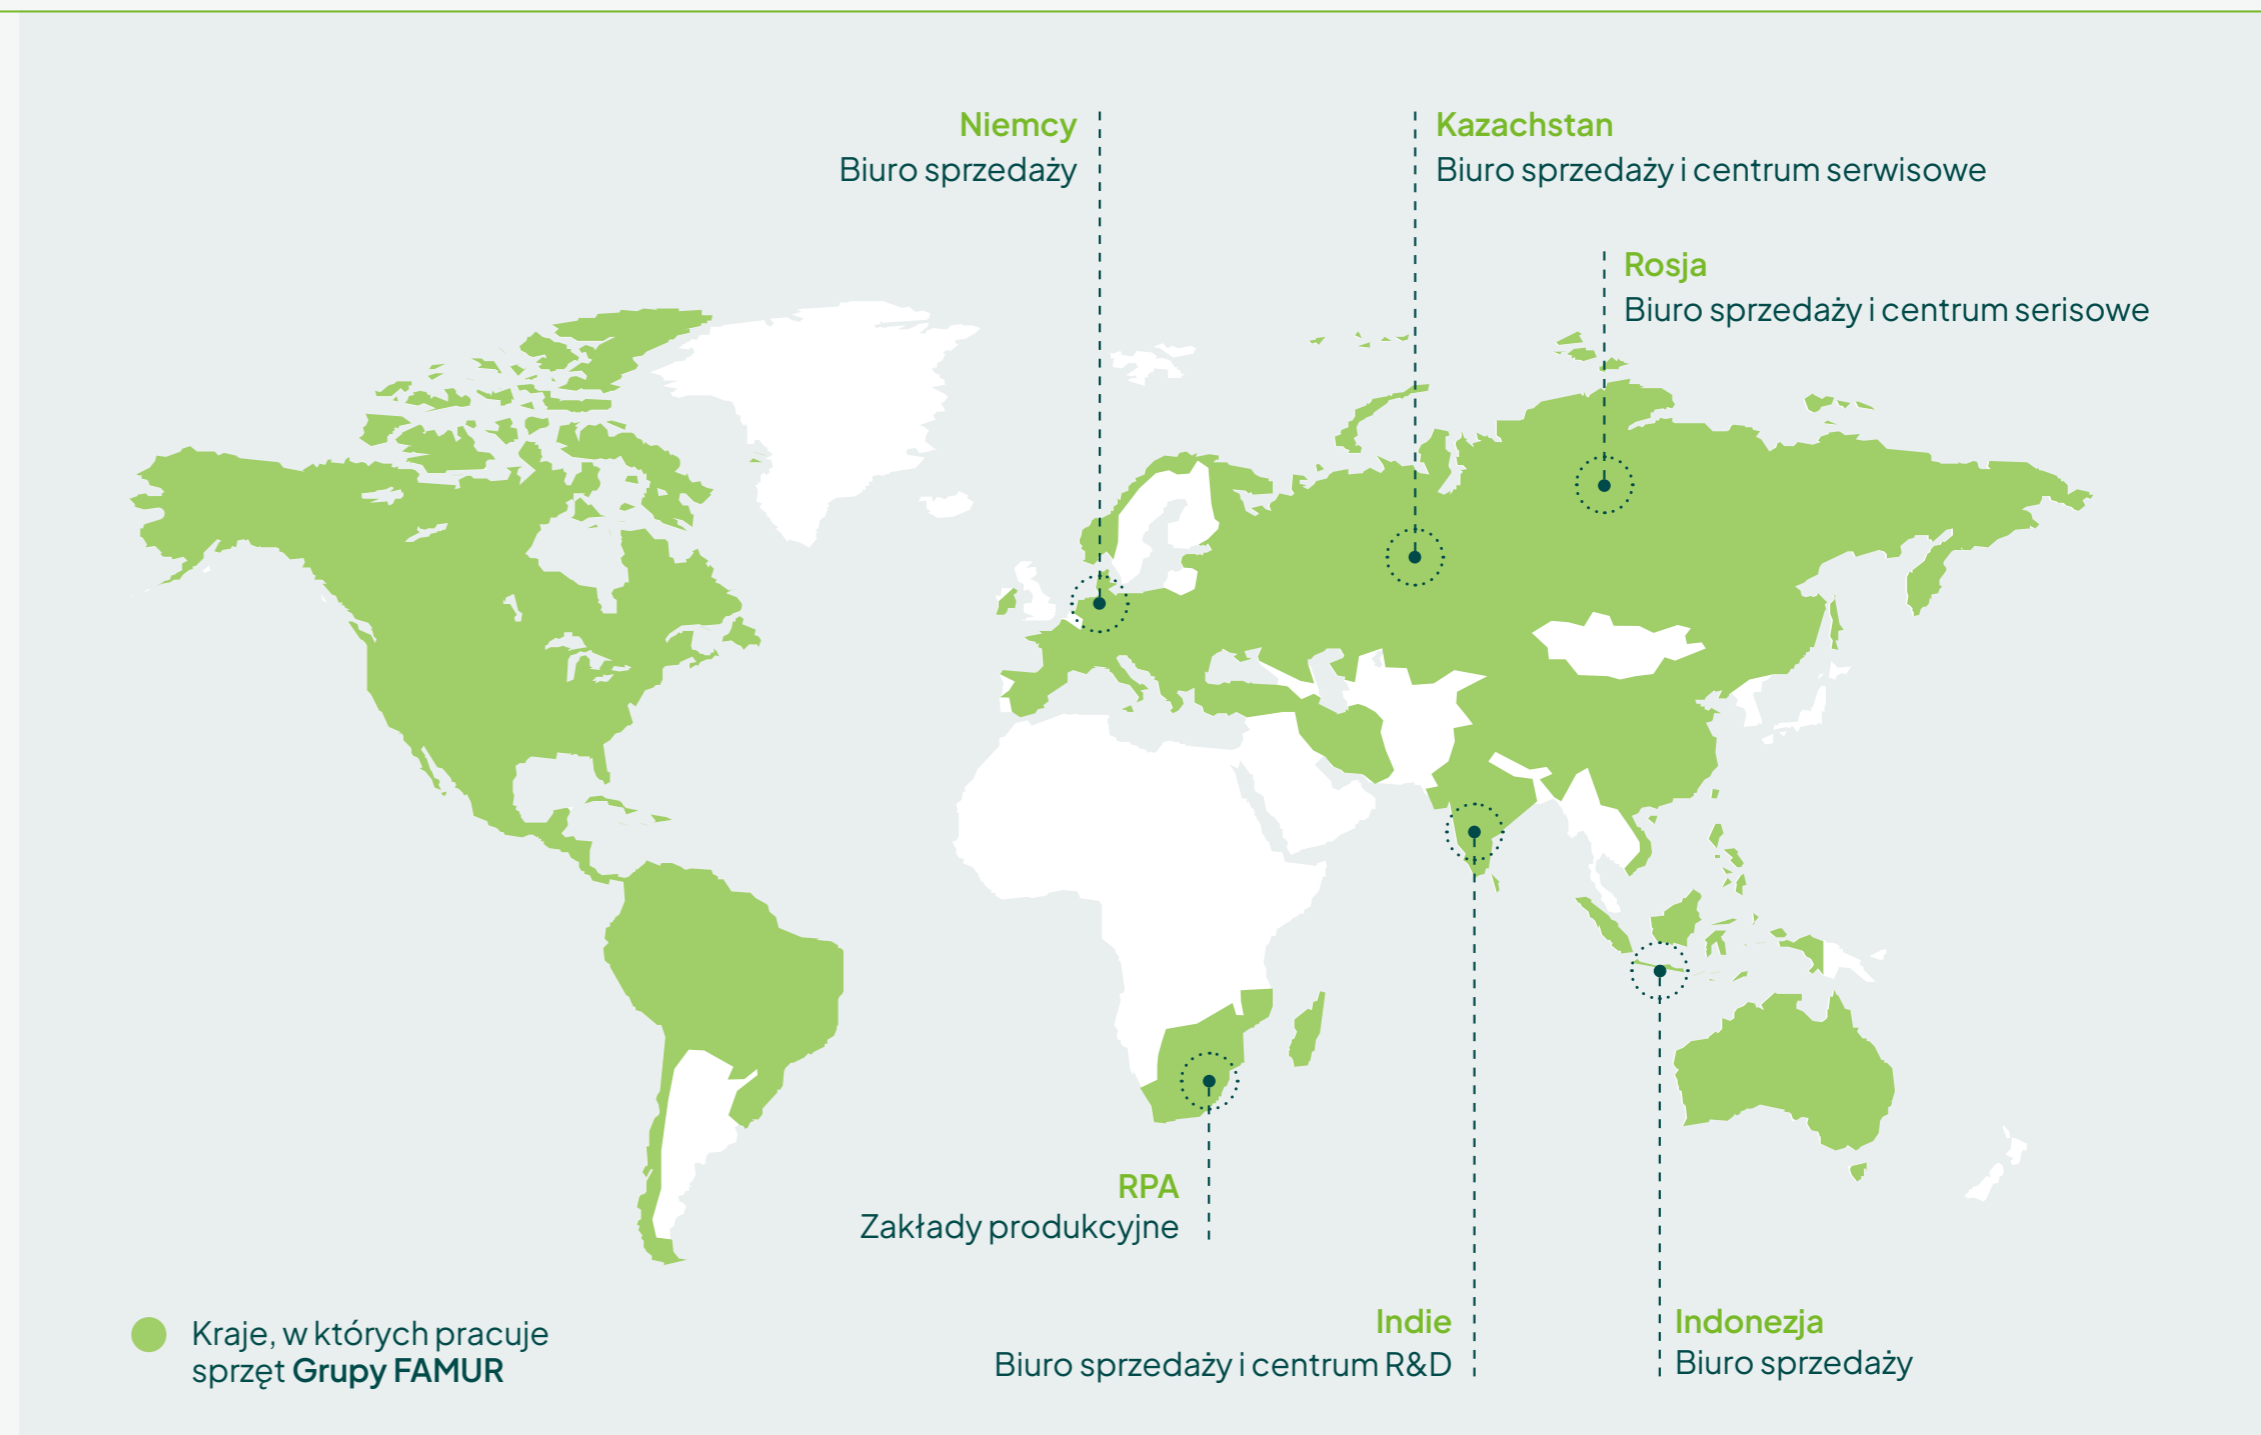 Niemcy
Biuro sprzedaży
Kazachstan
Biuro sprzedaży i centrum serwisowe
Rosja
Biuro sprzedaży i centrum serisowe
RPA
Zakłady produkcyjne
Indie
Biuro sprzedaży i centrum R&D
Indonezja
Biuro sprzedaży
Kraje, w których pracuje
sprzęt Grupy FAMUR